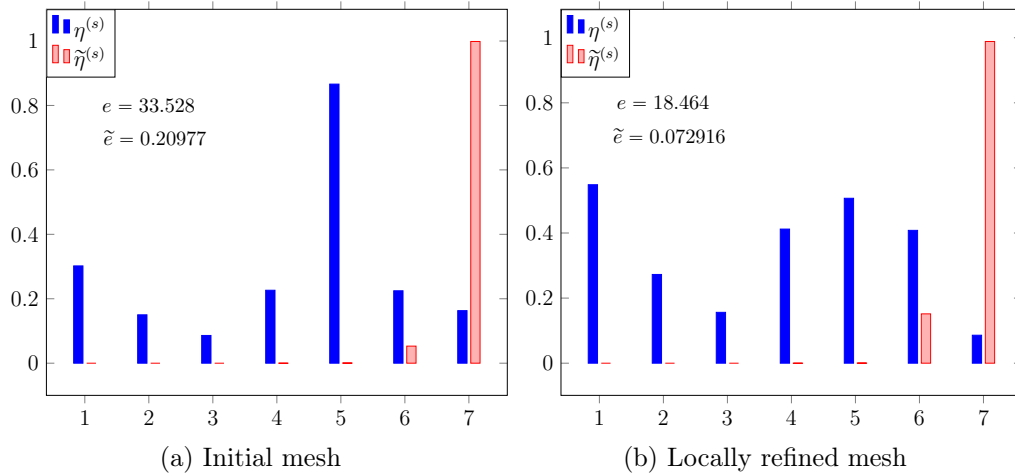 η^(s)
η̃^(s)
e = 33.528
ẽ = 0.20977
1
0.8
0.6
0.4
0.2
0
1 2 3 4 5 6 7
(a) Initial mesh
η^(s)
η̃^(s)
e = 18.464
ẽ = 0.072916
1
0.8
0.6
0.4
0.2
0
1 2 3 4 5 6 7
(b) Locally refined mesh